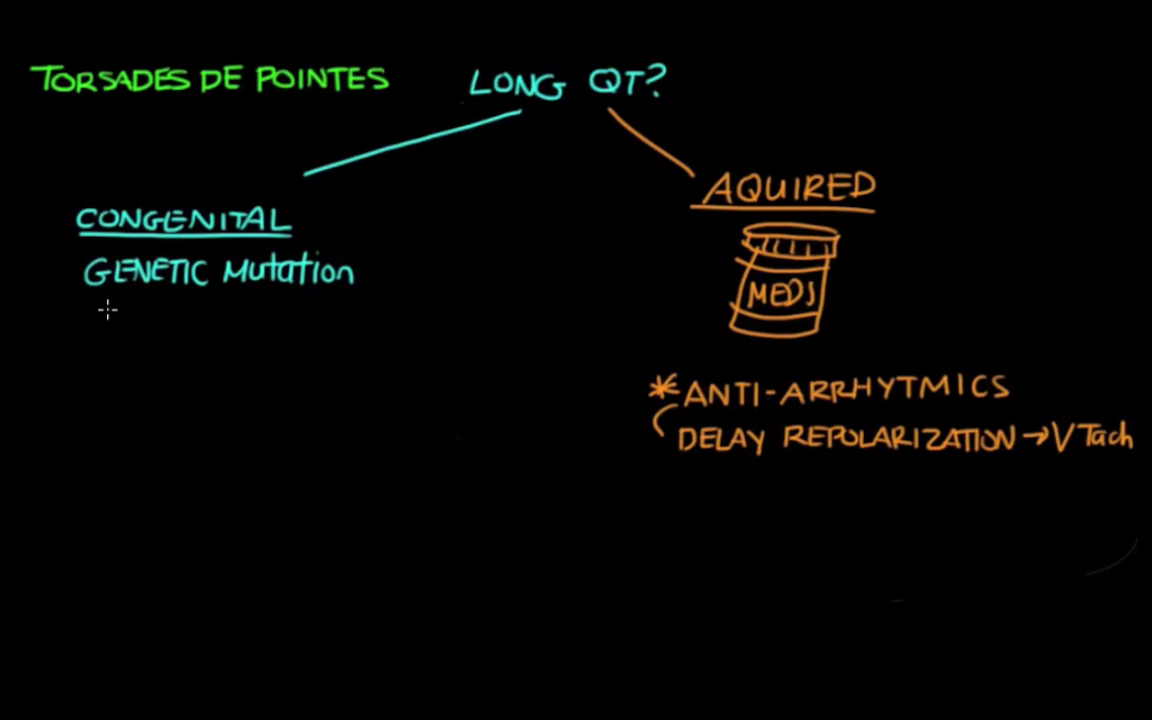 TORSADES DE POINTES
LONG QT?
CONGENITAL
GENETIC Mutation
AQUIRED
MEDS
*ANTI-ARRHYTMICS
DELAY REPOLARIZATION → V Tach